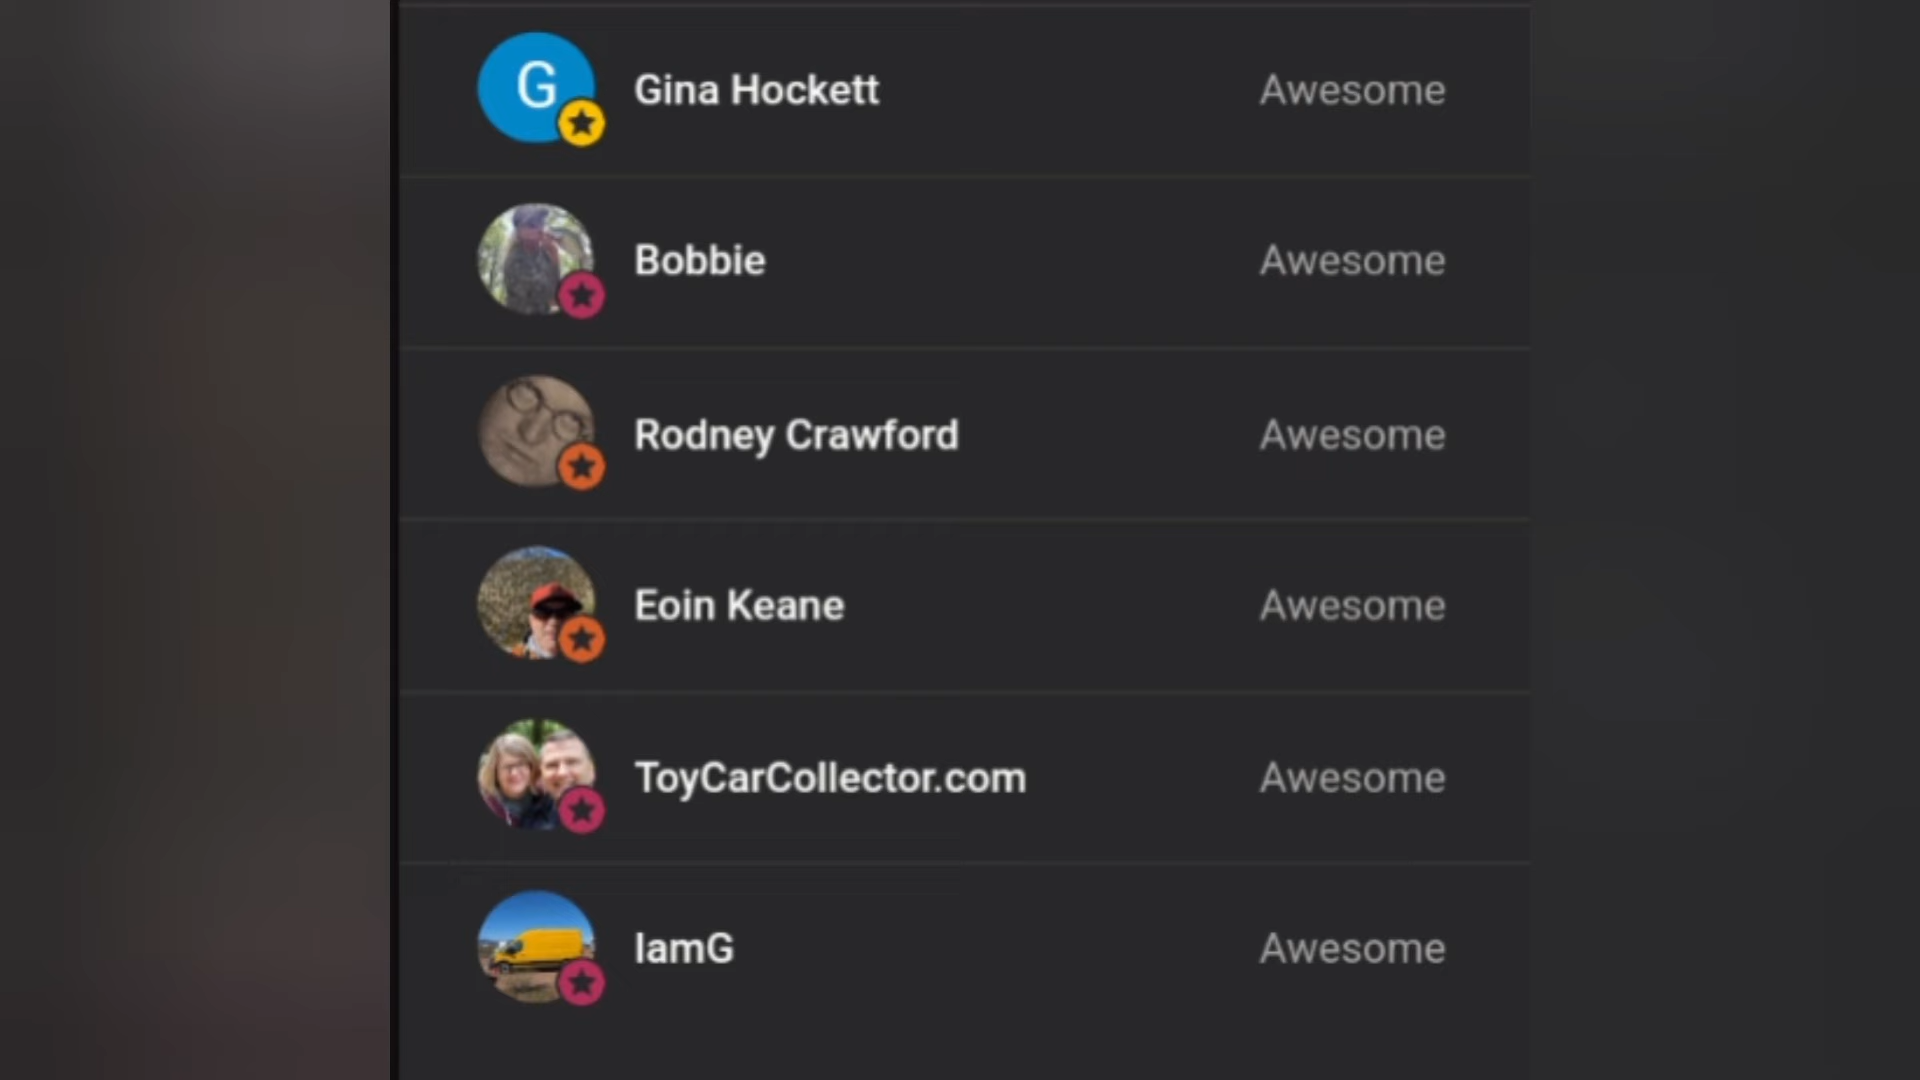 G
Gina Hockett Awesome
Bobbie Awesome
Rodney Crawford Awesome
Eoin Keane Awesome
ToyCarCollector.com Awesome
IamG Awesome